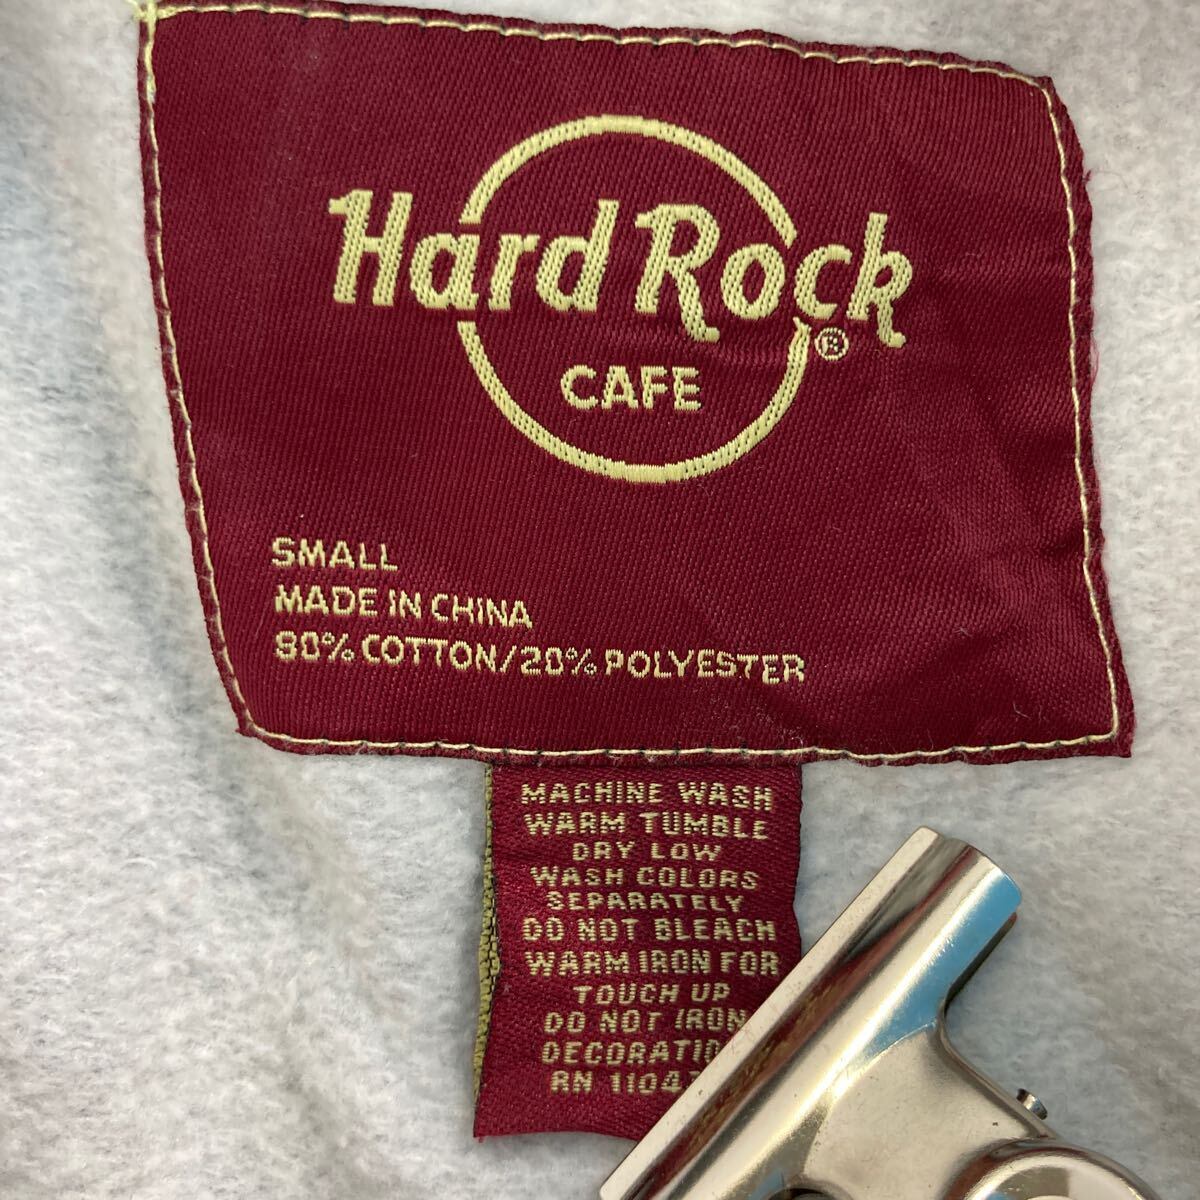 Hard Rock
®
CAFE
SMALL
MADE IN CHINA
80% COTTON/20% POLYESTER
MACHINE WASH
WARM TUMBLE
DRY LOW
WASH COLORS
SEPARATELY
DO NOT BLEACH
WARM IRON FOR
TOUCH UP
DO NOT IRON
RN